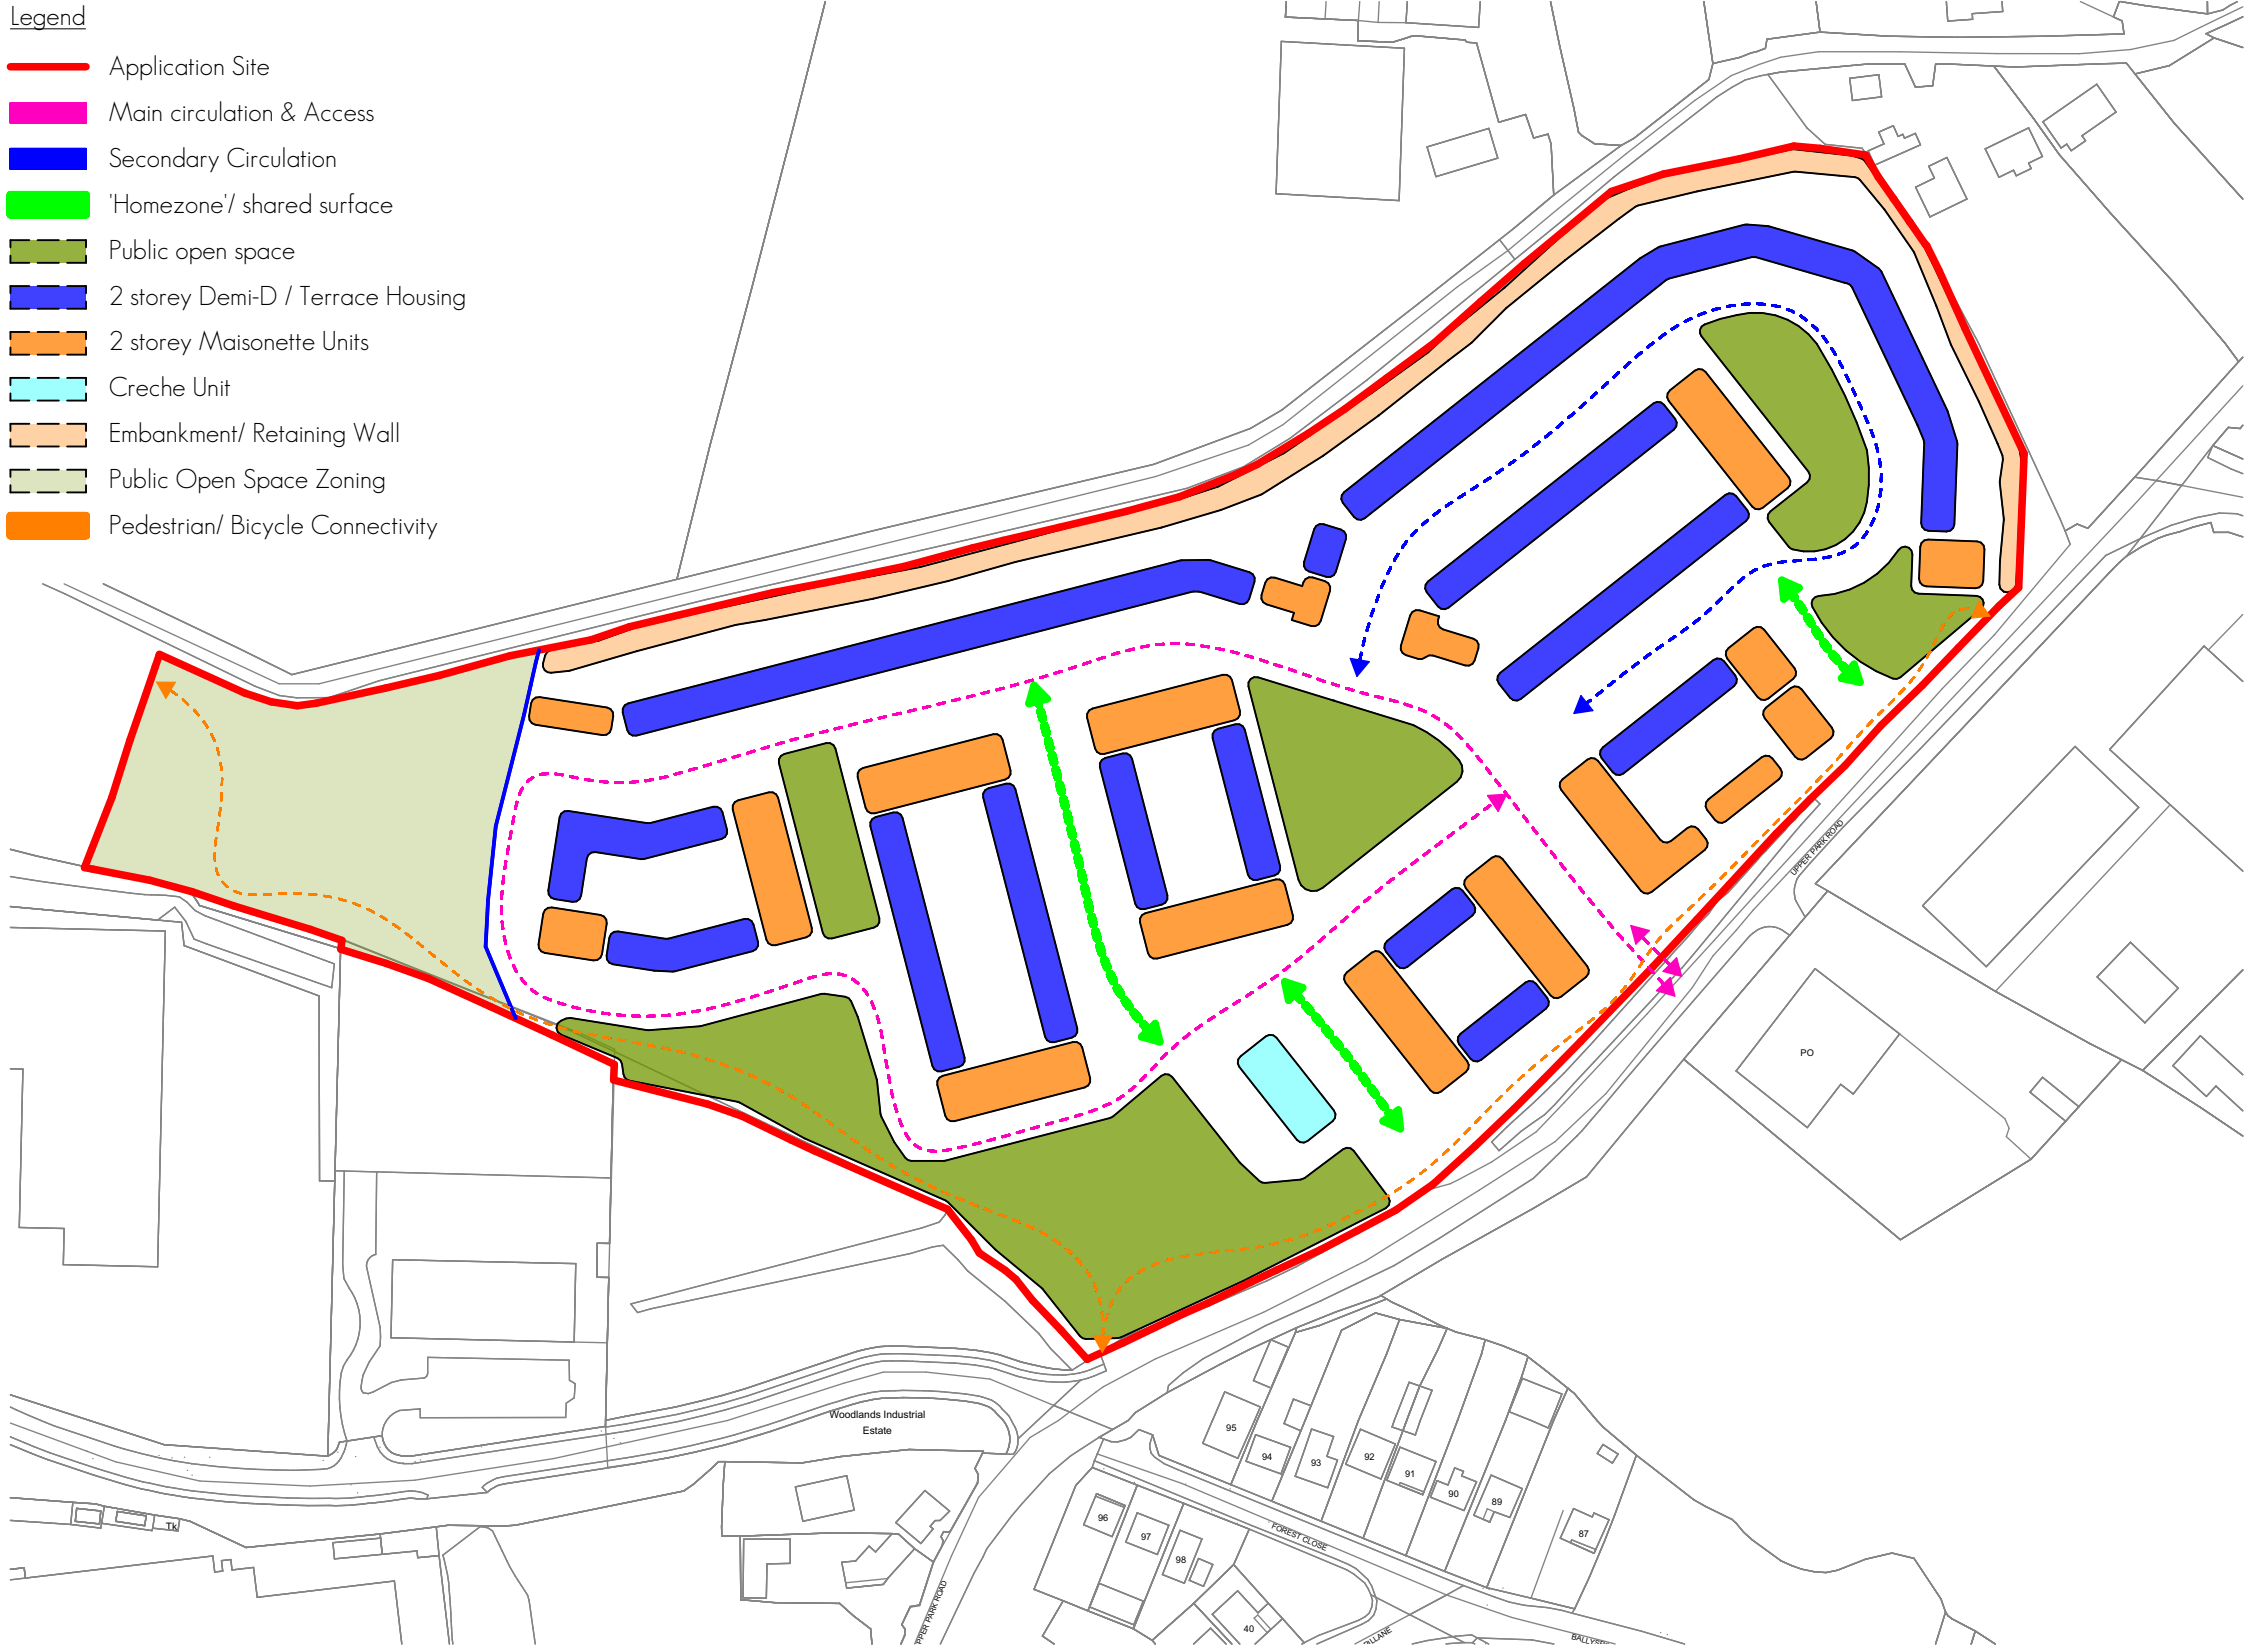 Legend
Application Site
Main circulation & Access
Secondary Circulation
'Homezone'/ shared surface
Public open space
2 storey Demi-D / Terrace Housing
2 storey Maisonette Units
Creche Unit
Embankment/ Retaining Wall
Public Open Space Zoning
Pedestrian/ Bicycle Connectivity
UPPER PARK ROAD
PO
Woodlands Industrial
Estate
95
94
93
92
91
90
89
87
96
97
98
40
FOREST CLOSE
Tk
PPER PARK ROAD